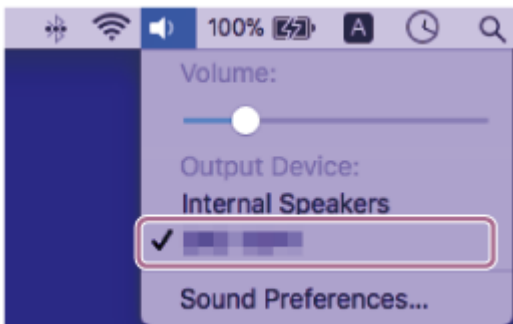 100% A
Volume:
Output Device:
Internal Speakers
Sound Preferences...